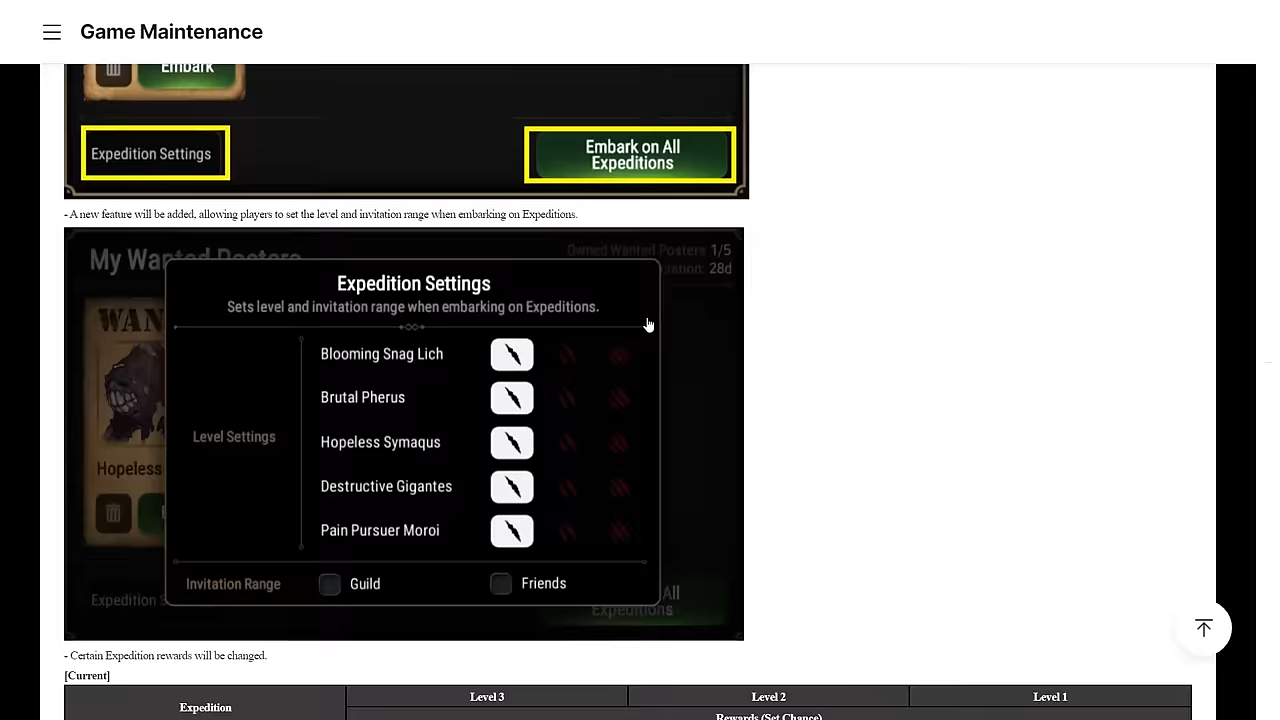 Game Maintenance
Embark
Expedition Settings
Embark on All
Expeditions
- A new feature will be added, allowing players to set the level and invitation range when embarking on Expeditions.
My Wanted Posters
Owned Wanted Posters 1/5
28d
WAN
Expedition Settings
Sets level and invitation range when embarking on Expeditions.
Level Settings
Blooming Snag Lich
Brutal Pherus
Hopeless Symaqus
Destructive Gigantes
Pain Pursuer Moroi
Hopeless
Invitation Range
Guild
Friends
Expedition S
All
Expeditions
- Certain Expedition rewards will be changed.
[Current]
Expedition
Level 3
Level 2
Level 1
Rewards (Set Chance)